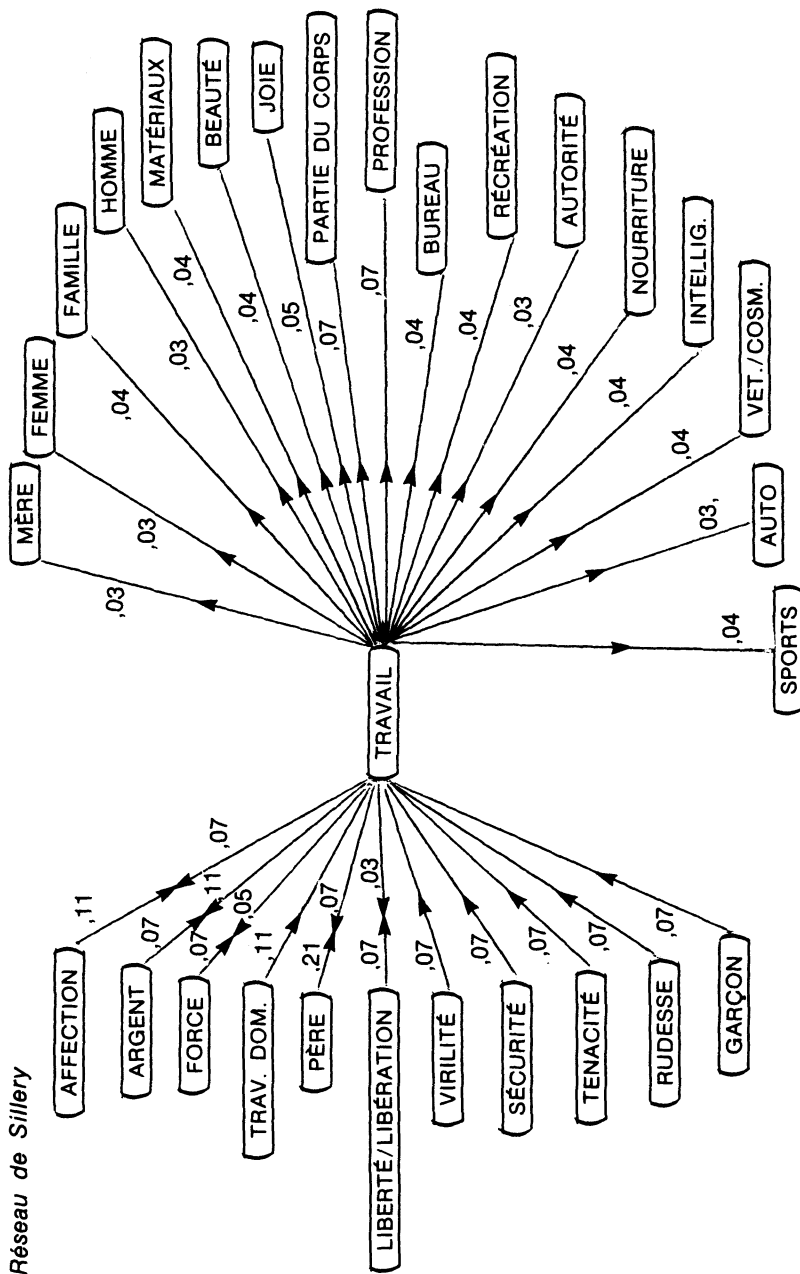 Réseau de Sillery
AFFECTION
,11
,07
ARGENT
,07
,11
FORCE
,07
,05
TRAV. DOM.
,11
PÈRE
,21
,07
LIBERTÉ/LIBÉRATION
,07
,03
VIRILITÉ
,07
SÉCURITÉ
,07
TENACITÉ
,07
RUDESSE
,07
GARÇON
,07
TRAVAIL
MÈRE
,03
FEMME
,03
FAMILLE
,04
HOMME
,03
MATÉRIAUX
,04
BEAUTÉ
,04
JOIE
,05
PARTIE DU CORPS
,07
PROFESSION
,07
BUREAU
,04
RÉCRÉATION
,04
AUTORITÉ
,03
NOURRITURE
,04
INTELLIG.
,04
VET./COSM.
,04
AUTO
03,
SPORTS
,04